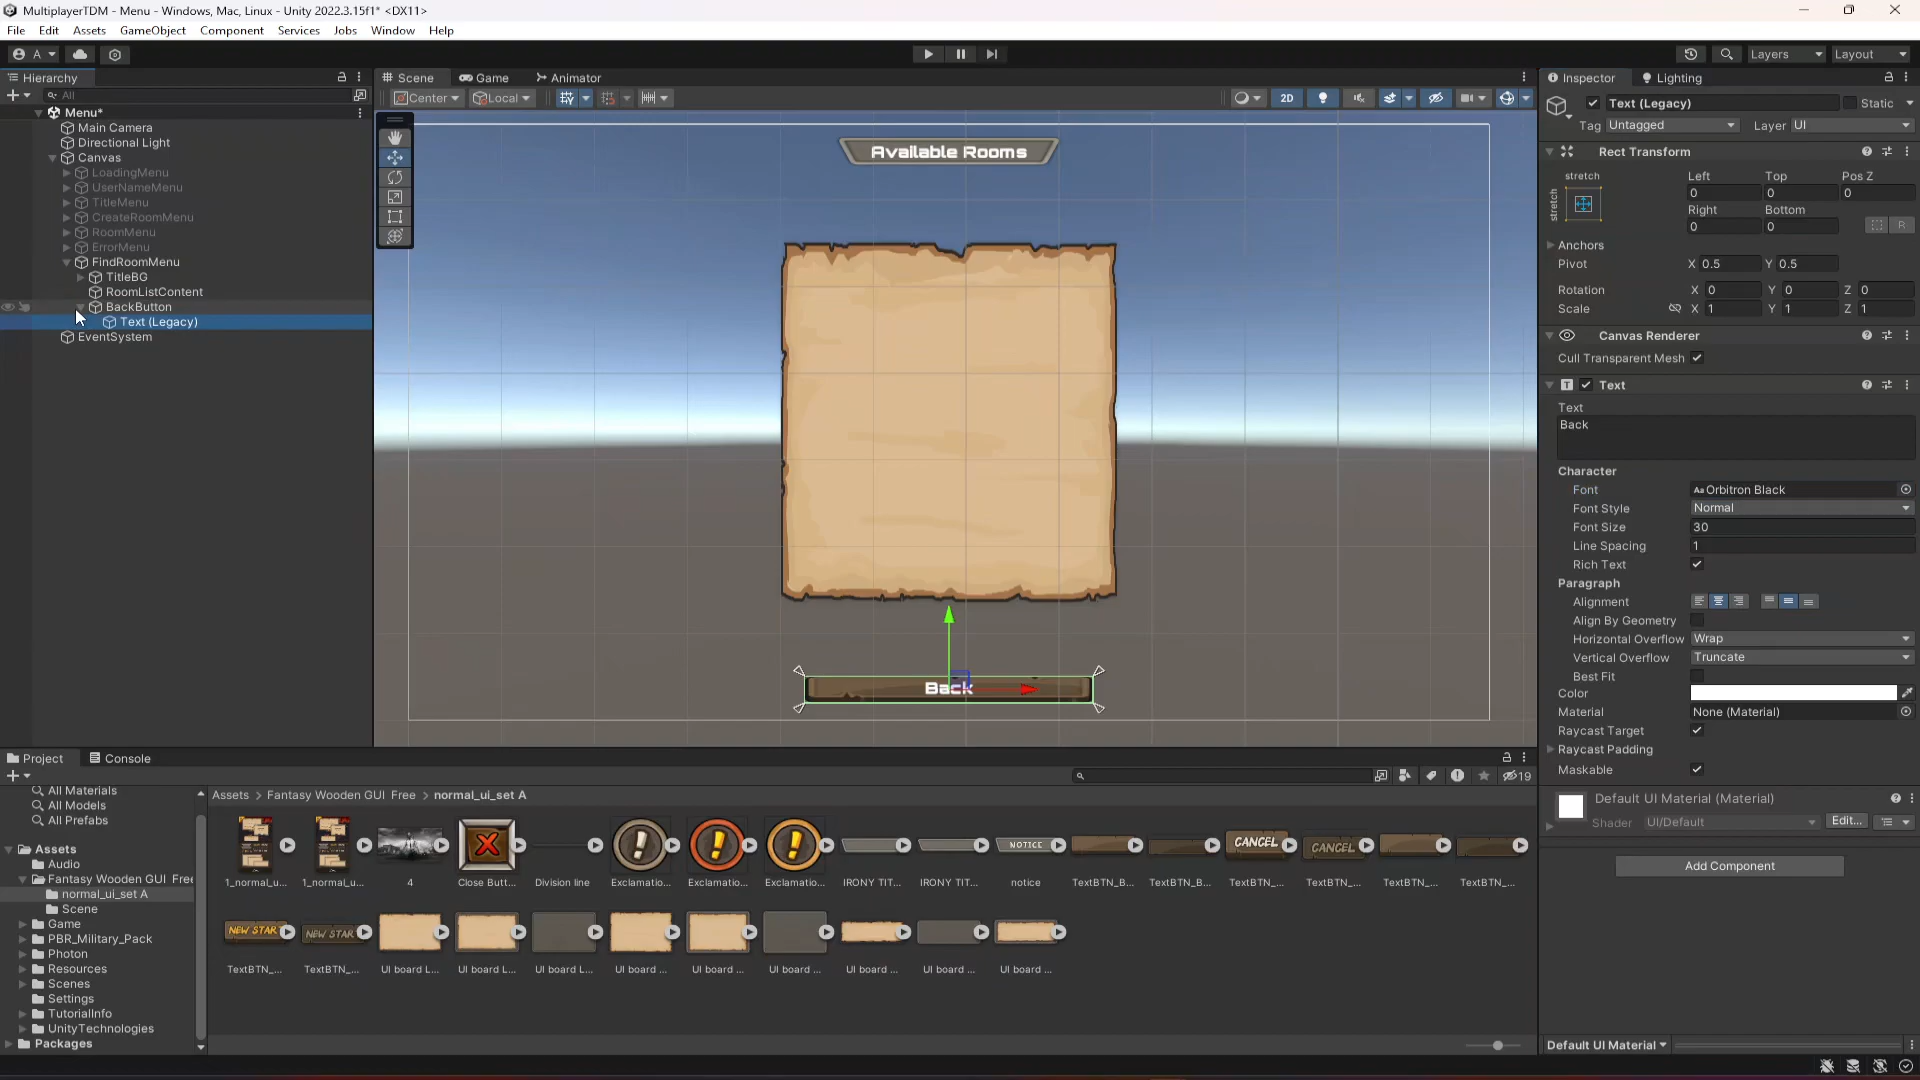 MultiplayerTDM - Menu - Windows, Mac, Linux - Unity 2022.3.15f1* <DX11>
File Edit Assets GameObject Component Services Jobs Window Help
A Layers Layout
Hierarchy
All
Menu*
Main Camera
Directional Light
Canvas
LoadingMenu
UserNameMenu
TitleMenu
CreateRoomMenu
RoomMenu
ErrorMenu
FindRoomMenu
TitleBG
RoomListContent
BackButton
Text (Legacy)
EventSystem
Scene Game Animator
Center Local 2D
Available Rooms
Back
Inspector Lighting
Text (Legacy) Static
Tag Untagged Layer UI
Rect Transform
stretch Left Top Pos Z
stretch 0 0 0
Right Bottom
0 0 R
Anchors
Pivot X 0.5 Y 0.5
Rotation X 0 Y 0 Z 0
Scale X 1 Y 1 Z 1
Canvas Renderer
Cull Transparent Mesh
Text
Text
Back
Character
Font Aa Orbitron Black
Font Style Normal
Font Size 30
Line Spacing 1
Rich Text
Paragraph
Alignment
Align By Geometry
Horizontal Overflow Wrap
Vertical Overflow Truncate
Best Fit
Color
Material None (Material)
Raycast Target
Raycast Padding
Maskable
Default UI Material (Material)
Shader UI/Default Edit...
Add Component
Default UI Material
Project Console
19
All Materials
All Models
All Prefabs
Assets
Audio
Fantasy Wooden GUI Free
normal_ui_set A
Scene
Game
PBR_Military_Pack
Photon
Resources
Scenes
Settings
TutorialInfo
UnityTechnologies
Packages
Assets > Fantasy Wooden GUI Free > normal_ui_set A
NOTICE CANCEL CANCEL
1_normal_u... 1_normal_u... 4 Close Butt... Division line Exclamatio... Exclamatio... Exclamatio... IRONY TIT... IRONY TIT... notice TextBTN_B... TextBTN_B... TextBTN_... TextBTN_... TextBTN_... TextBTN_...
NEW START NEW START
TextBTN_... TextBTN_... UI board L... UI board L... UI board L... UI board ... UI board ... UI board ... UI board ... UI board ... UI board ...